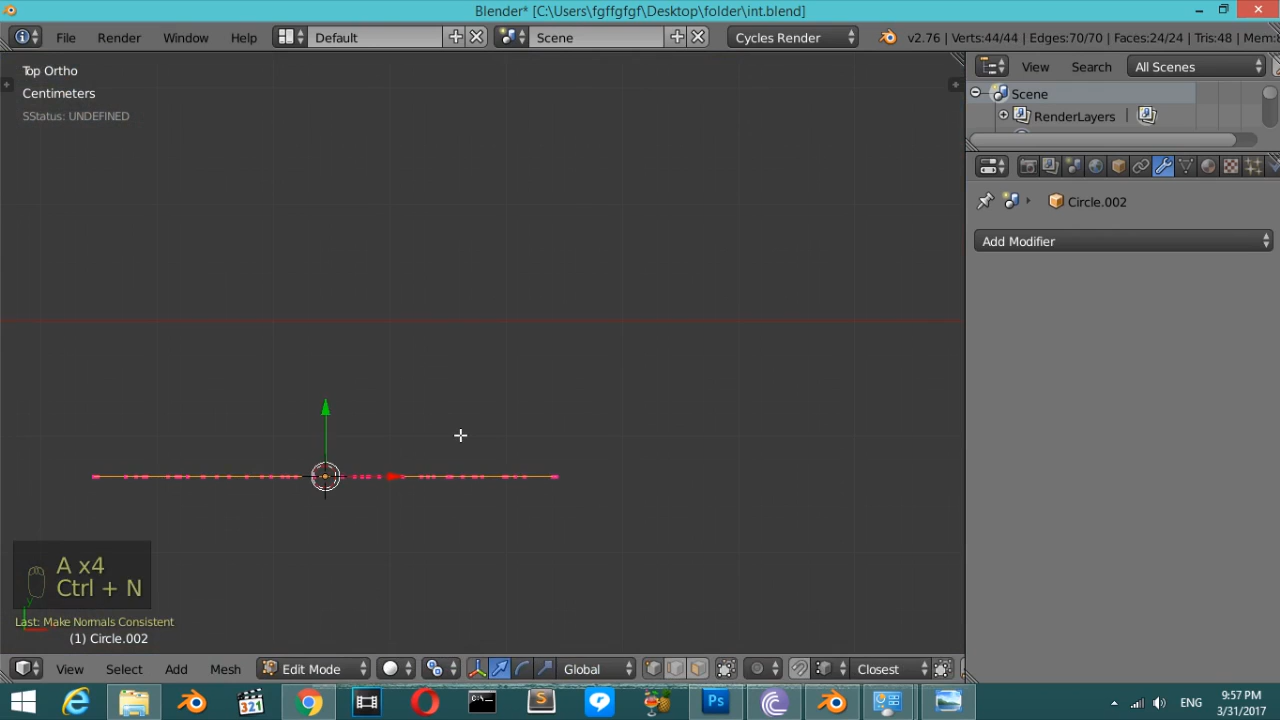 Blender* [C:\Users\fgffgfgf\Desktop\folder\int.blend]
File Render Window Help Default Scene Cycles Render v2.76 | Verts:44/44 | Edges:70/70 | Faces:24/24 | Tris:48 | Mem:
Top Ortho
Centimeters
SStatus: UNDEFINED
View Search All Scenes
Scene
RenderLayers
Circle.002
Add Modifier
A x4
Ctrl + N
Last: Make Normals Consistent
(1) Circle.002
View Select Add Mesh Edit Mode Global Closest
321
Ps
ENG
9:57 PM
3/31/2017